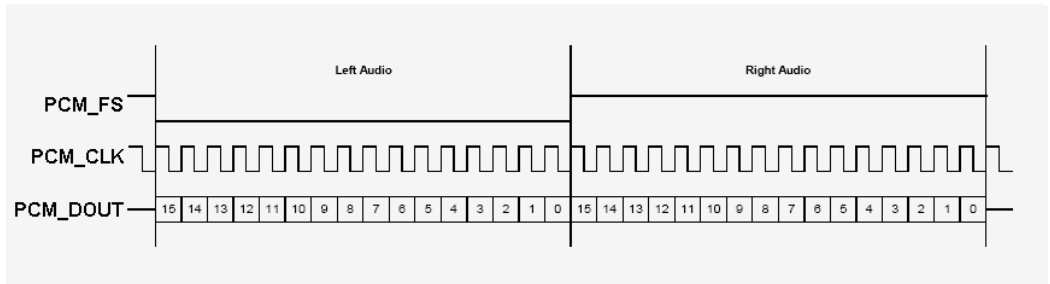 Left Audio Right Audio
PCM_FS
PCM_CLK
PCM_DOUT 15 14 13 12 11 10 9 8 7 6 5 4 3 2 1 0 15 14 13 12 11 10 9 8 7 6 5 4 3 2 1 0